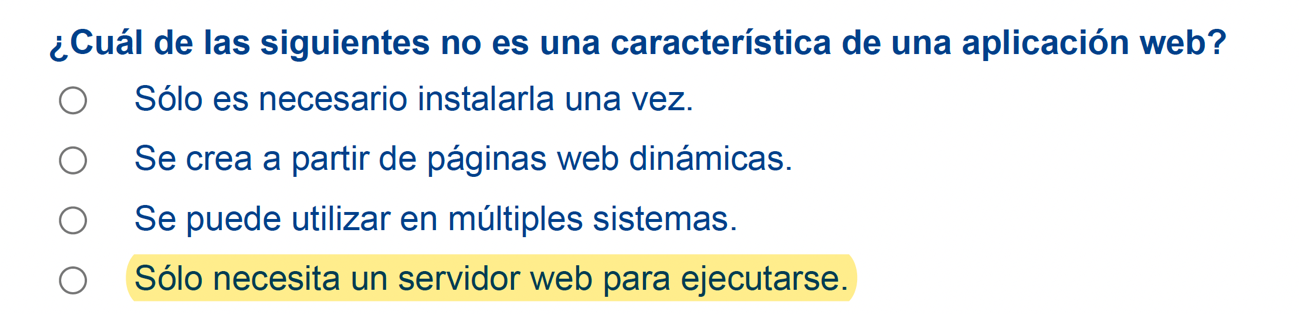 ¿Cuál de las siguientes no es una característica de una aplicación web?
Sólo es necesario instalarla una vez.
Se crea a partir de páginas web dinámicas.
Se puede utilizar en múltiples sistemas.
Sólo necesita un servidor web para ejecutarse.